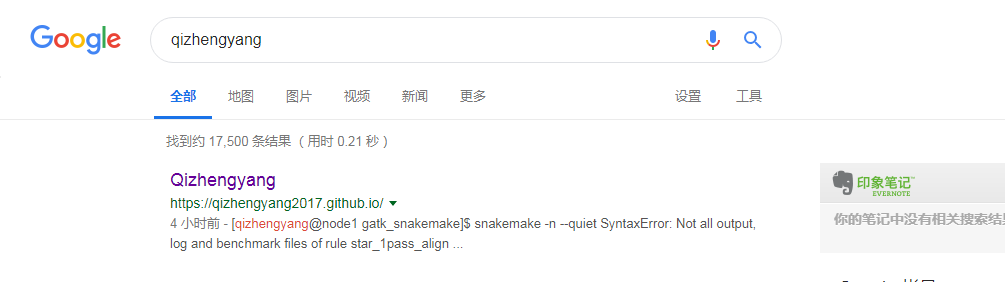 Google
qizhengyang
全部 地图 图片 视频 新闻 更多 设置 工具
找到约 17,500 条结果 （用时 0.21 秒）
Qizhengyang
https://qizhengyang2017.github.io/
4 小时前 - [qizhengyang@node1 gatk_snakemake]$ snakemake -n --quiet SyntaxError: Not all output,
log and benchmark files of rule star_1pass_align ...
印象笔记™
EVERNOTE
你的笔记中没有相关搜索结